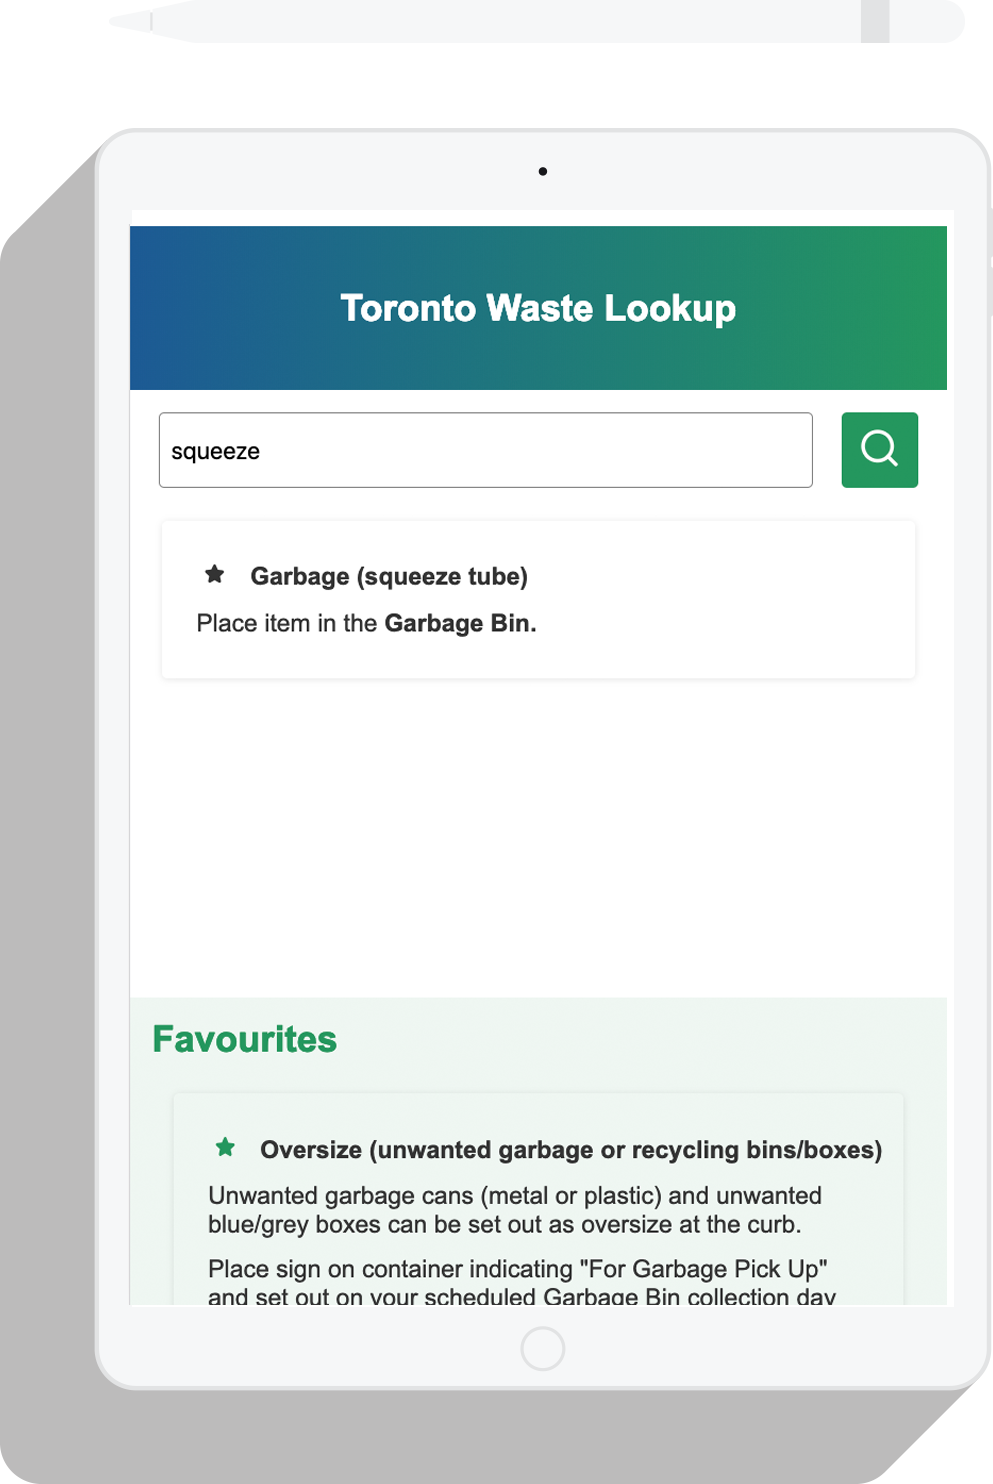 Toronto Waste Lookup
squeeze
Garbage (squeeze tube)
Place item in the Garbage Bin.
Favourites
Oversize (unwanted garbage or recycling bins/boxes)
Unwanted garbage cans (metal or plastic) and unwanted
blue/grey boxes can be set out as oversize at the curb.
Place sign on container indicating "For Garbage Pick Up"
and set out on your scheduled Garbage Bin collection day